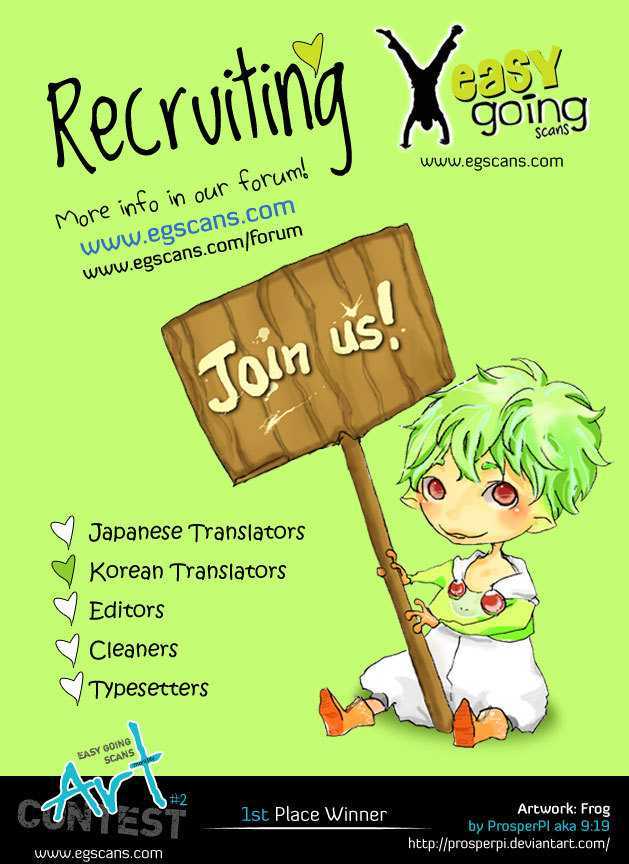 Recruiting
easy
going
scans
www.egscans.com
More info in our forum!
www.egscans.com
www.egscans.com/forum
Join us!
Japanese Translators
Korean Translators
Editors
Cleaners
Typesetters
EASY GOING
SCANS
Art
CONTEST
#2
www.egscans.com
1st Place Winner
Artwork: Frog
by ProsperPI aka 9:19
http://prosperpi.deviantart.com/